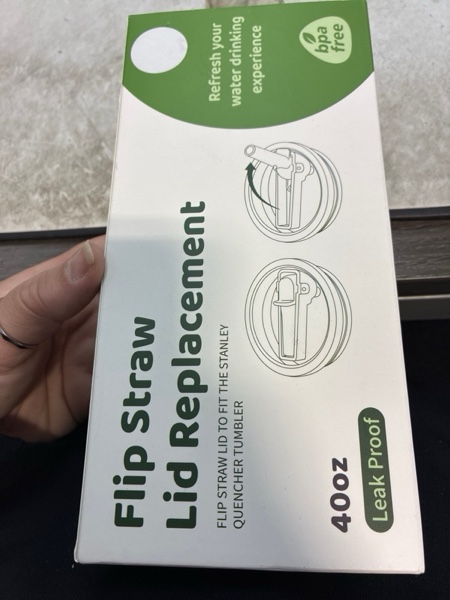 Refresh your
water drinking
experience
bpa
free
Flip Straw
Lid Replacement
FLIP STRAW LID TO FIT THE STANLEY
QUENCHER TUMBLER
40oz
Leak Proof